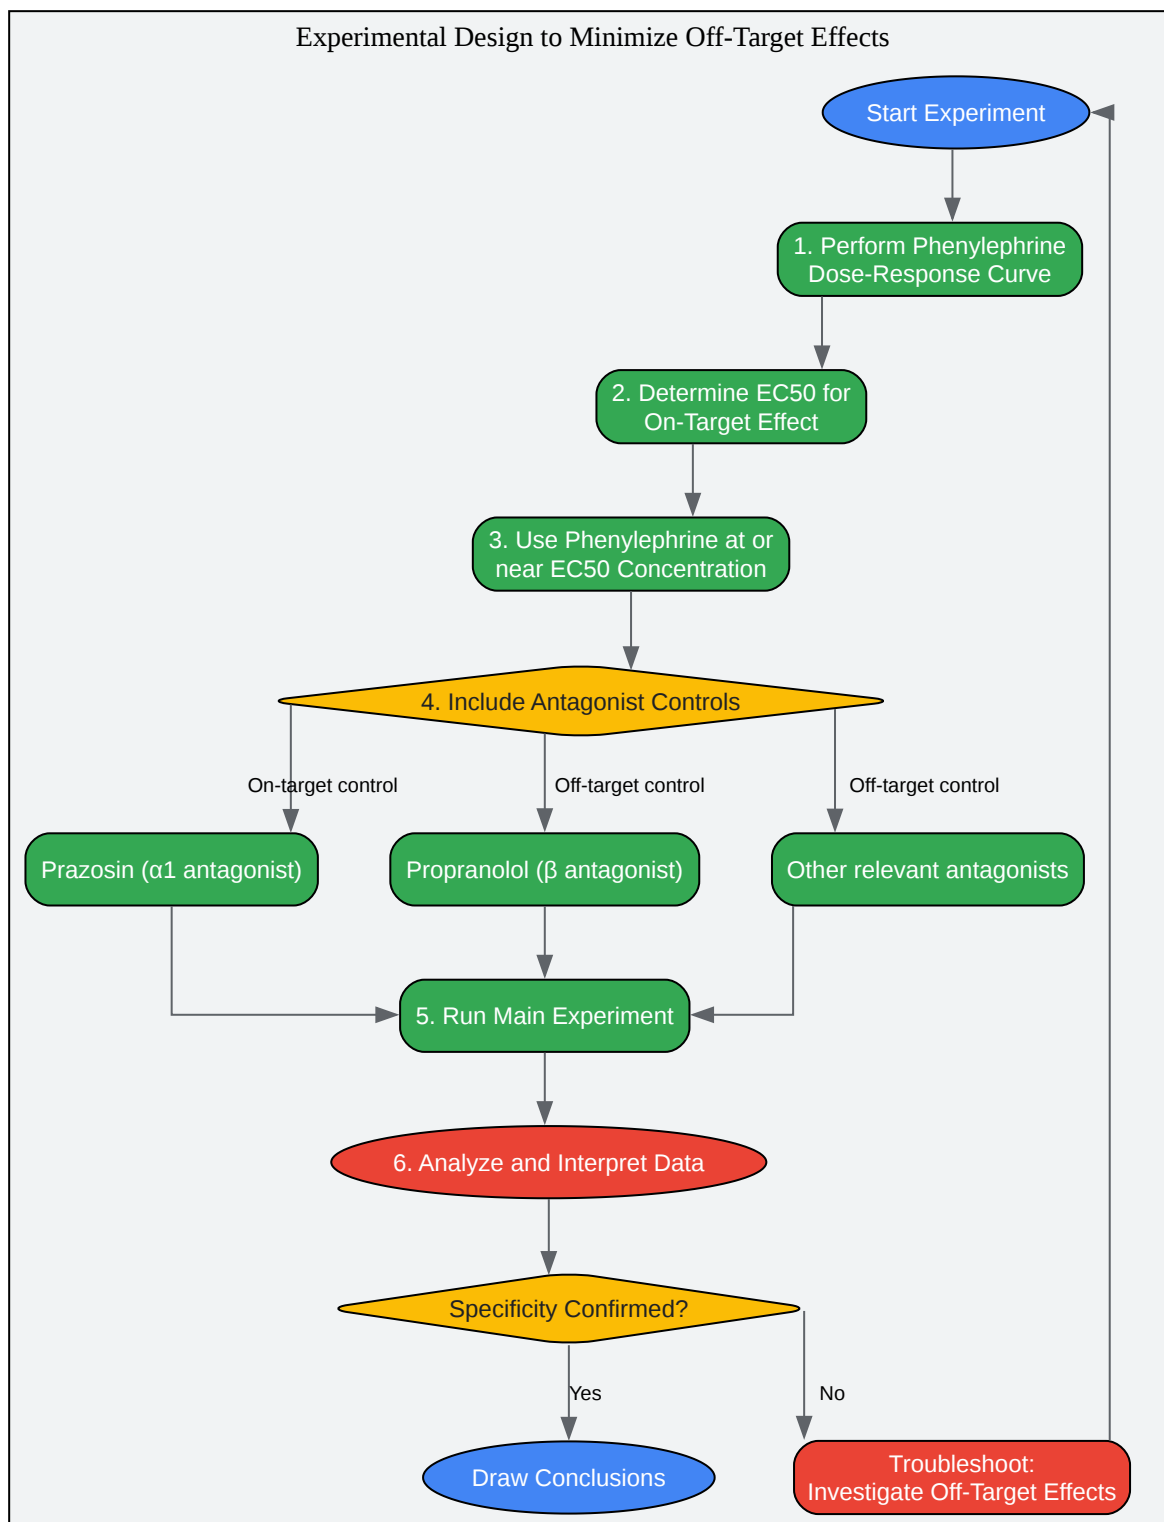 Experimental Design to Minimize Off-Target Effects
Start Experiment
1. Perform Phenylephrine
Dose-Response Curve
2. Determine EC50 for
On-Target Effect
3. Use Phenylephrine at or
near EC50 Concentration
4. Include Antagonist Controls
On-target control
Off-target control
Off-target control
Prazosin (α1 antagonist)
Propranolol (β antagonist)
Other relevant antagonists
5. Run Main Experiment
6. Analyze and Interpret Data
Specificity Confirmed?
Yes
No
Draw Conclusions
Troubleshoot:
Investigate Off-Target Effects